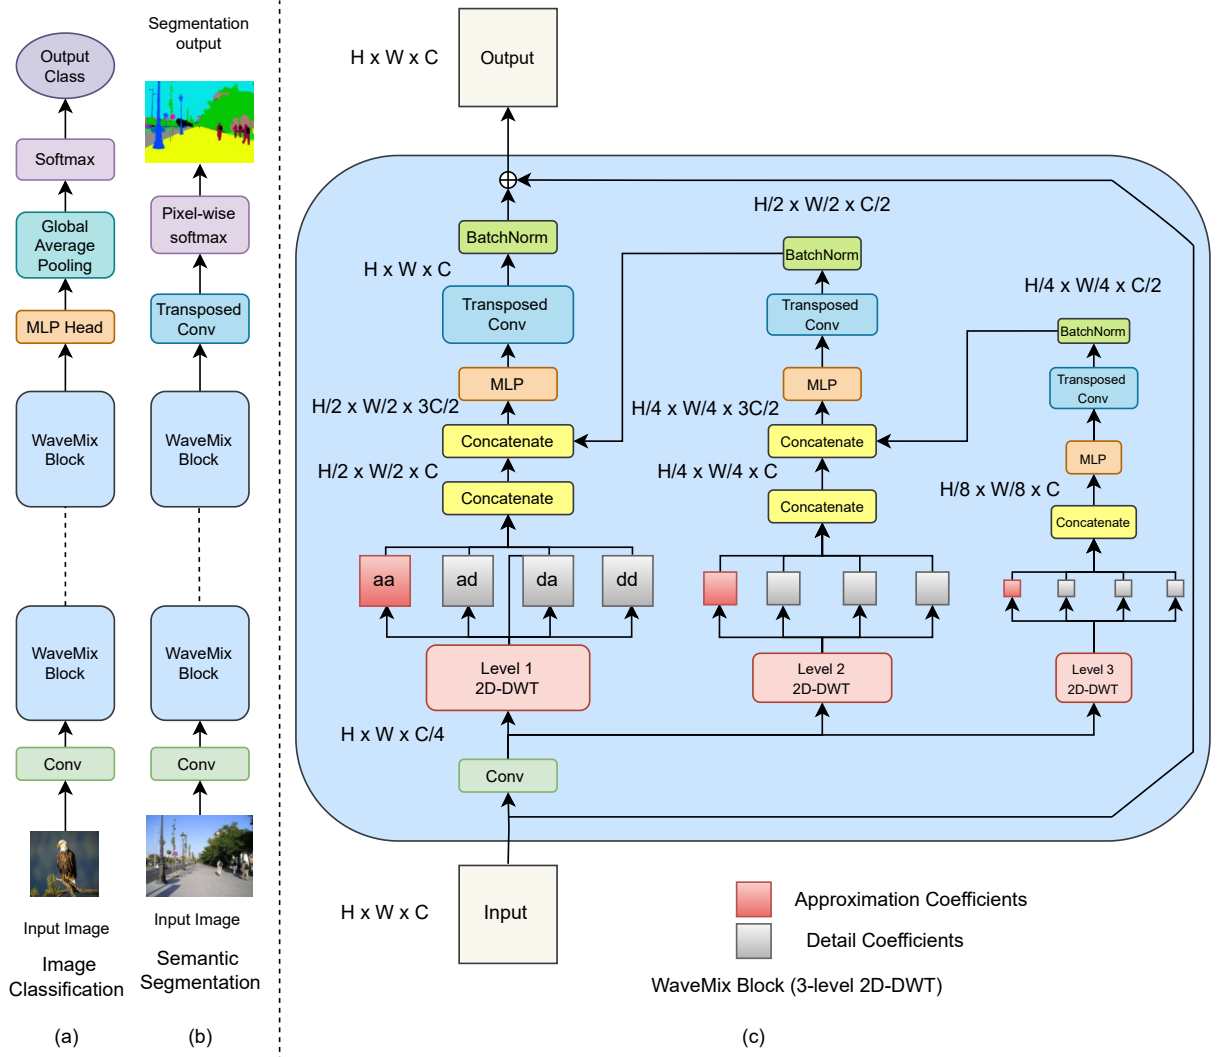 Output
Class
Softmax
Global
Average
Pooling
MLP Head
WaveMix
Block
WaveMix
Block
Conv
Input Image
Image
Classification
(a)
Segmentation
output
Pixel-wise
softmax
Transposed
Conv
WaveMix
Block
WaveMix
Block
Conv
Input Image
Semantic
Segmentation
(b)
H x W x C
Output
BatchNorm
H x W x C
Transposed
Conv
MLP
H/2 x W/2 x 3C/2
Concatenate
H/2 x W/2 x C
Concatenate
aa
ad
da
dd
Level 1
2D-DWT
H x W x C/4
Conv
H x W x C
Input
H/2 x W/2 x C/2
BatchNorm
Transposed
Conv
MLP
H/4 x W/4 x 3C/2
Concatenate
H/4 x W/4 x C
Concatenate
Level 2
2D-DWT
H/4 x W/4 x C/2
BatchNorm
Transposed
Conv
MLP
H/8 x W/8 x C
Concatenate
Level 3
2D-DWT
Approximation Coefficients
Detail Coefficients
WaveMix Block (3-level 2D-DWT)
(c)